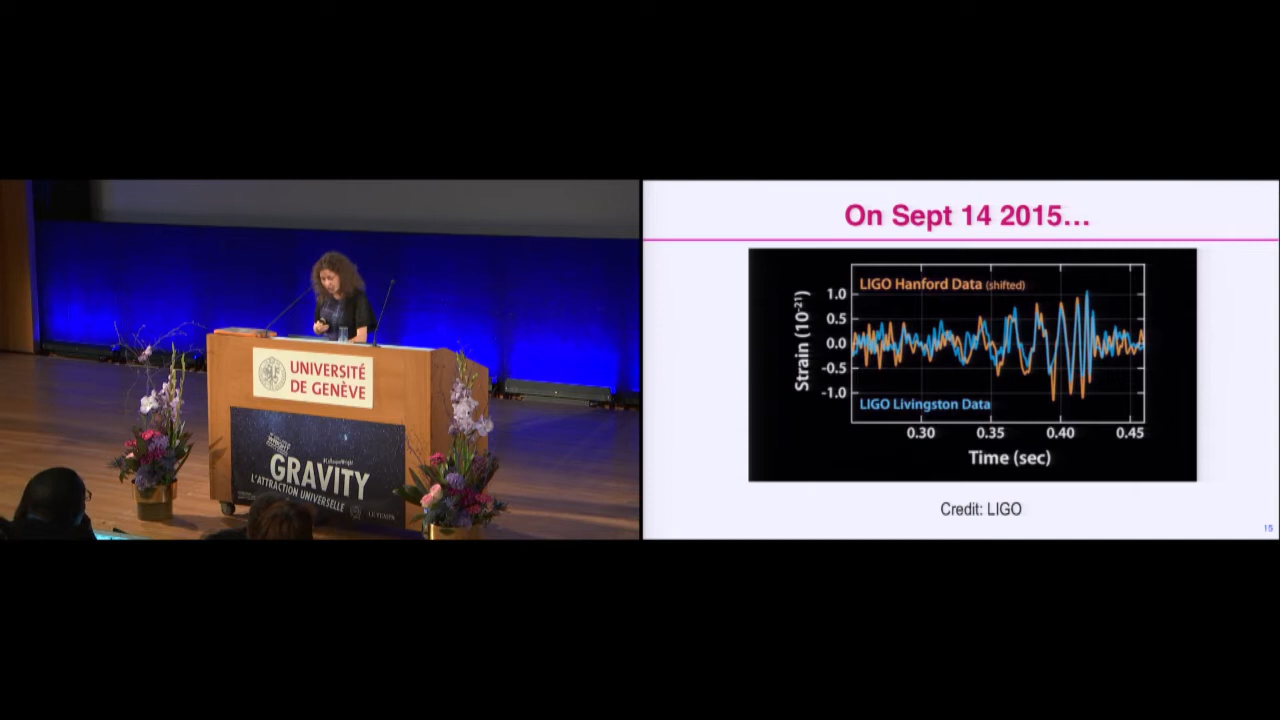 UNIVERSITÉ
DE GENÈVE
GRAVITY
L'ATTRACTION UNIVERSELLE
LE TEMPS
On Sept 14 2015...
LIGO Hanford Data (shifted)
Strain (10⁻²¹)
1.0
0.5
0.0
-0.5
-1.0
LIGO Livingston Data
0.30 0.35 0.40 0.45
Time (sec)
Credit: LIGO
15